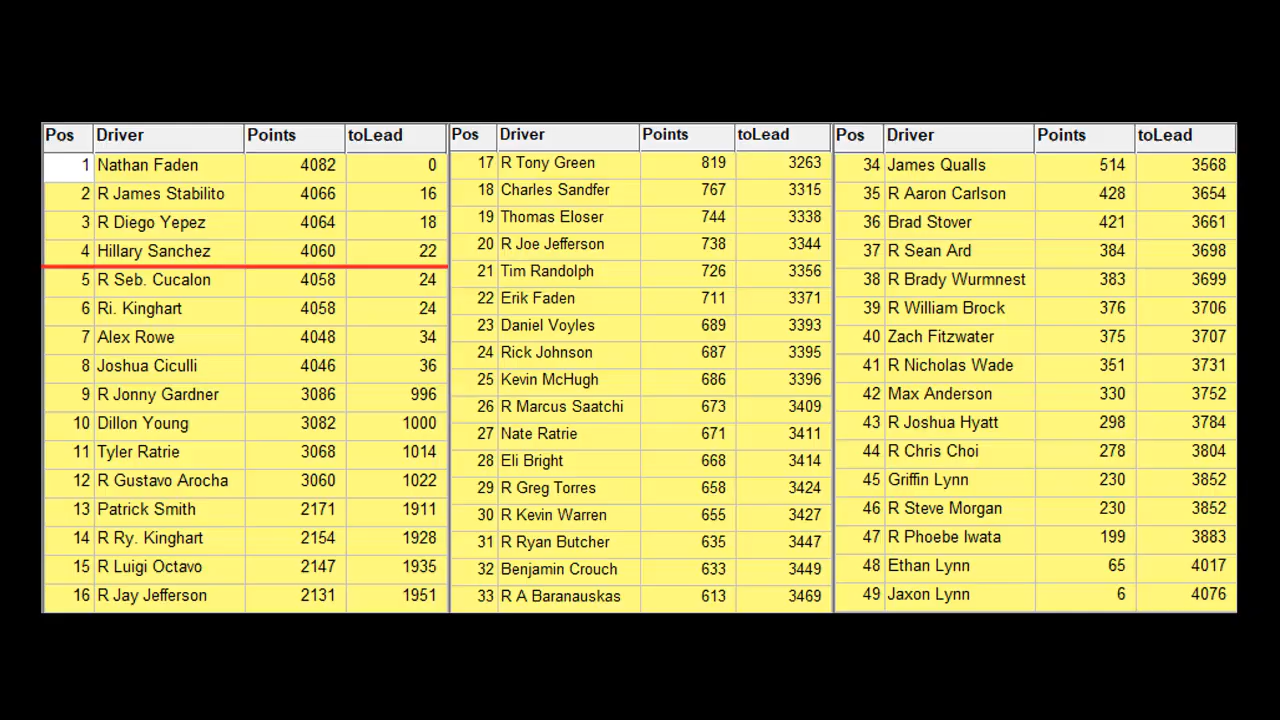 Pos Driver Points toLead
1 Nathan Faden 4082 0
2 R James Stabilito 4066 16
3 R Diego Yepez 4064 18
4 Hillary Sanchez 4060 22
5 R Seb. Cucalon 4058 24
6 Ri. Kinghart 4058 24
7 Alex Rowe 4048 34
8 Joshua Ciculli 4046 36
9 R Jonny Gardner 3086 996
10 Dillon Young 3082 1000
11 Tyler Ratrie 3068 1014
12 R Gustavo Arocha 3060 1022
13 Patrick Smith 2171 1911
14 R Ry. Kinghart 2154 1928
15 R Luigi Octavo 2147 1935
16 R Jay Jefferson 2131 1951
Pos Driver Points toLead
17 R Tony Green 819 3263
18 Charles Sandfer 767 3315
19 Thomas Eloser 744 3338
20 R Joe Jefferson 738 3344
21 Tim Randolph 726 3356
22 Erik Faden 711 3371
23 Daniel Voyles 689 3393
24 Rick Johnson 687 3395
25 Kevin McHugh 686 3396
26 R Marcus Saatchi 673 3409
27 Nate Ratrie 671 3411
28 Eli Bright 668 3414
29 R Greg Torres 658 3424
30 R Kevin Warren 655 3427
31 R Ryan Butcher 635 3447
32 Benjamin Crouch 633 3449
33 R A Baranauskas 613 3469
Pos Driver Points toLead
34 James Qualls 514 3568
35 R Aaron Carlson 428 3654
36 Brad Stover 421 3661
37 R Sean Ard 384 3698
38 R Brady Wurmnest 383 3699
39 R William Brock 376 3706
40 Zach Fitzwater 375 3707
41 R Nicholas Wade 351 3731
42 Max Anderson 330 3752
43 R Joshua Hyatt 298 3784
44 R Chris Choi 278 3804
45 Griffin Lynn 230 3852
46 R Steve Morgan 230 3852
47 R Phoebe Iwata 199 3883
48 Ethan Lynn 65 4017
49 Jaxon Lynn 6 4076